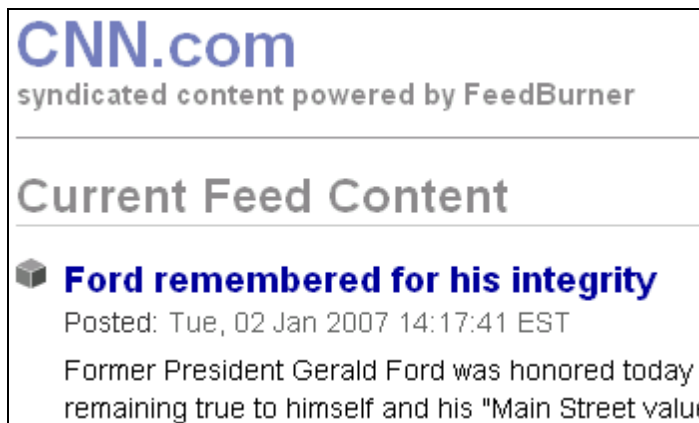 CNN.com
syndicated content powered by FeedBurner
Current Feed Content
Ford remembered for his integrity
Posted: Tue, 02 Jan 2007 14:17:41 EST
Former President Gerald Ford was honored today
remaining true to himself and his "Main Street